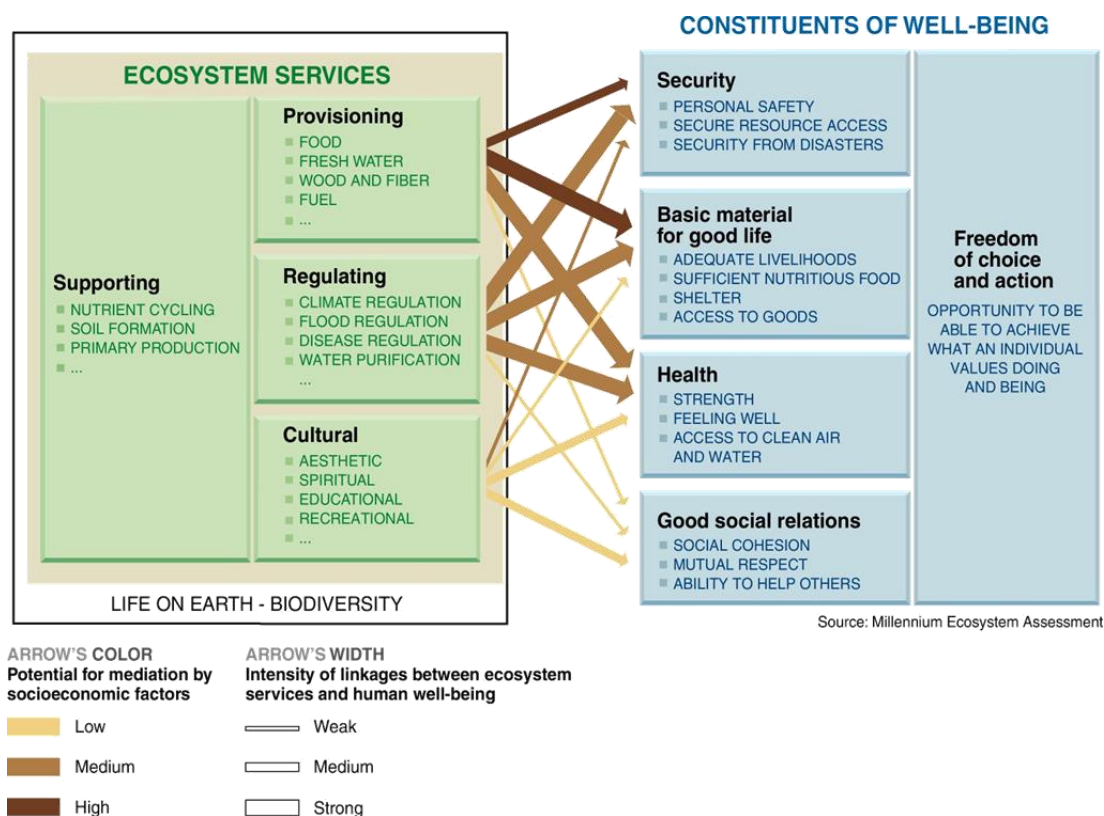 CONSTITUENTS OF WELL-BEING
ECOSYSTEM SERVICES
Supporting
NUTRIENT CYCLING
SOIL FORMATION
PRIMARY PRODUCTION
...
Provisioning
FOOD
FRESH WATER
WOOD AND FIBER
FUEL
...
Regulating
CLIMATE REGULATION
FLOOD REGULATION
DISEASE REGULATION
WATER PURIFICATION
...
Cultural
AESTHETIC
SPIRITUAL
EDUCATIONAL
RECREATIONAL
...
LIFE ON EARTH - BIODIVERSITY
Security
PERSONAL SAFETY
SECURE RESOURCE ACCESS
SECURITY FROM DISASTERS
Basic material
for good life
ADEQUATE LIVELIHOODS
SUFFICIENT NUTRITIOUS FOOD
SHELTER
ACCESS TO GOODS
Health
STRENGTH
FEELING WELL
ACCESS TO CLEAN AIR
AND WATER
Good social relations
SOCIAL COHESION
MUTUAL RESPECT
ABILITY TO HELP OTHERS
Freedom
of choice
and action
OPPORTUNITY TO BE
ABLE TO ACHIEVE
WHAT AN INDIVIDUAL
VALUES DOING
AND BEING
Source: Millennium Ecosystem Assessment
ARROW'S COLOR
Potential for mediation by
socioeconomic factors
Low
Medium
High
ARROW'S WIDTH
Intensity of linkages between ecosystem
services and human well-being
Weak
Medium
Strong